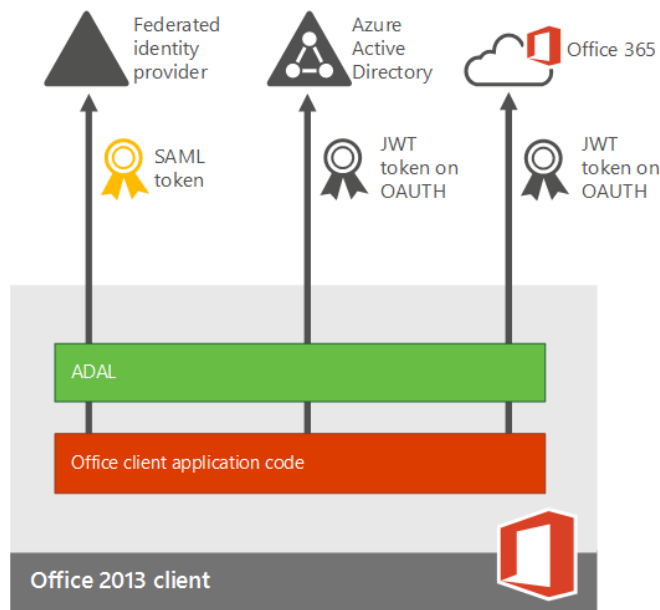 Federated
identity
provider
Azure
Active
Directory
Office 365
SAML
token
JWT
token on
OAUTH
JWT
token on
OAUTH
ADAL
Office client application code
Office 2013 client